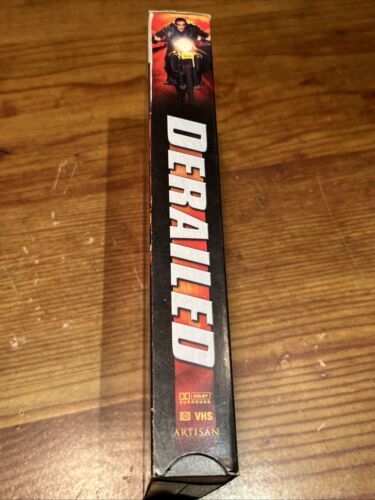 DERAILED
DOLBY
SURROUND
VHS
ARTISAN